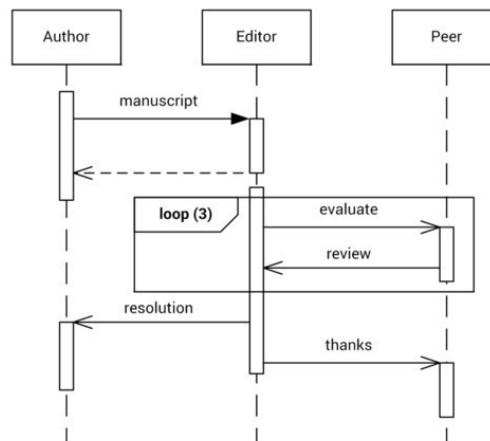 Author
Editor
Peer
manuscript
loop (3)
evaluate
review
resolution
thanks